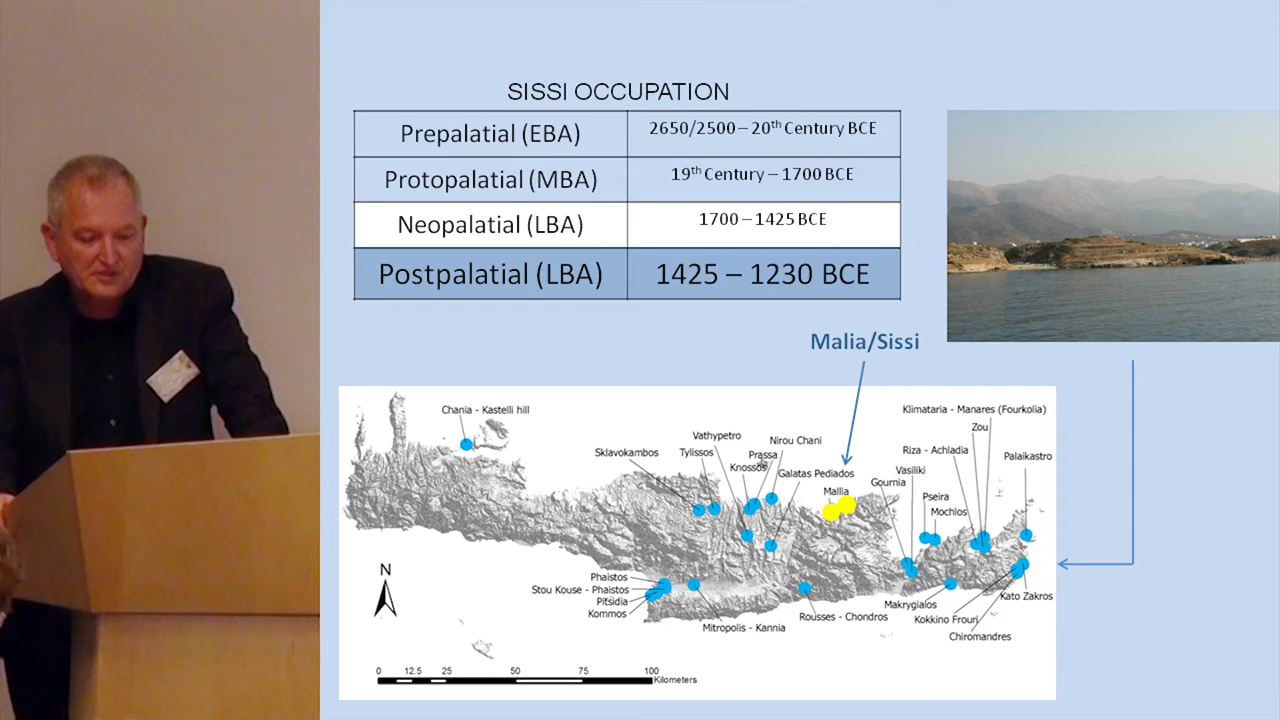 SISSI OCCUPATION
Prepalatial (EBA) 2650/2500 – 20th Century BCE
Protopalatial (MBA) 19th Century – 1700 BCE
Neopalatial (LBA) 1700 – 1425 BCE
Postpalatial (LBA) 1425 – 1230 BCE
Malia/Sissi
Chania - Kastelli hill
Klimataria - Manares (Fourkolia)
Zou
Vathypetro
Nirou Chani
Sklavokambos
Tylissos
Prassa
Riza - Achladia
Palaikastro
Knossos
Galatas Pediados
Vasiliki
Gournia
Mallia
Pseira
Mochlos
N
Phaistos
Stou Kouse - Phaistos
Pitsidia
Kommos
Mitropolis - Kannia
Rousses - Chondros
Makrygialos
Kato Zakros
Kokkino Frouri
Chiromandres
0 12.5 25 50 75 100
Kilometers